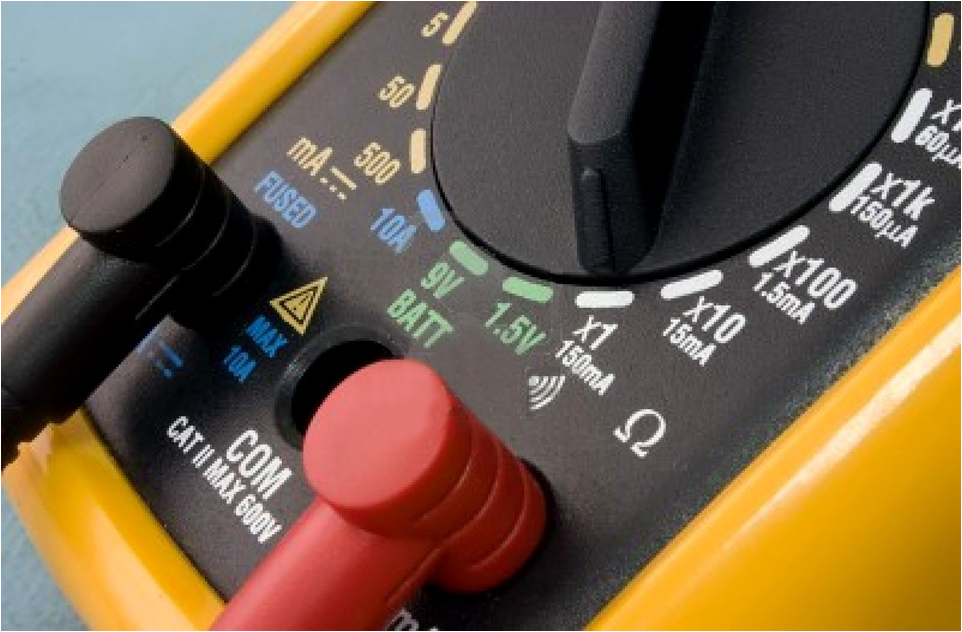 5
50
500
mA
FUSED
10A
9V
BATT
1.5V
x1
150mA
x10
15mA
x100
1.5mA
x1k
150µA
60µA
Ω
MAX
10A
COM
CAT II MAX 600V